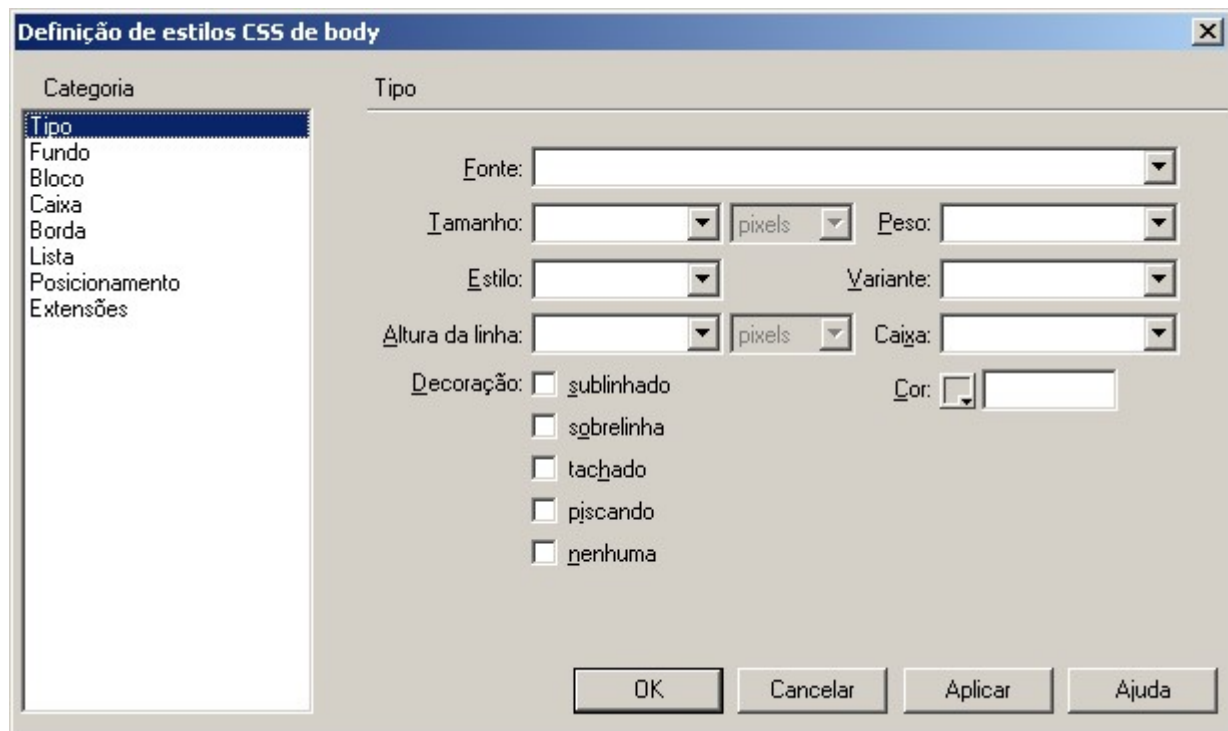 Definição de estilos CSS de body
Categoria
Tipo
Fundo
Bloco
Caixa
Borda
Lista
Posicionamento
Extensões
Tipo
Fonte:
Tamanho: pixels Peso:
Estilo: Variante:
Altura da linha: pixels Caixa:
Decoração: sublinhado Cor:
sobrelinha
tachado
piscando
nenhuma
OK Cancelar Aplicar Ajuda